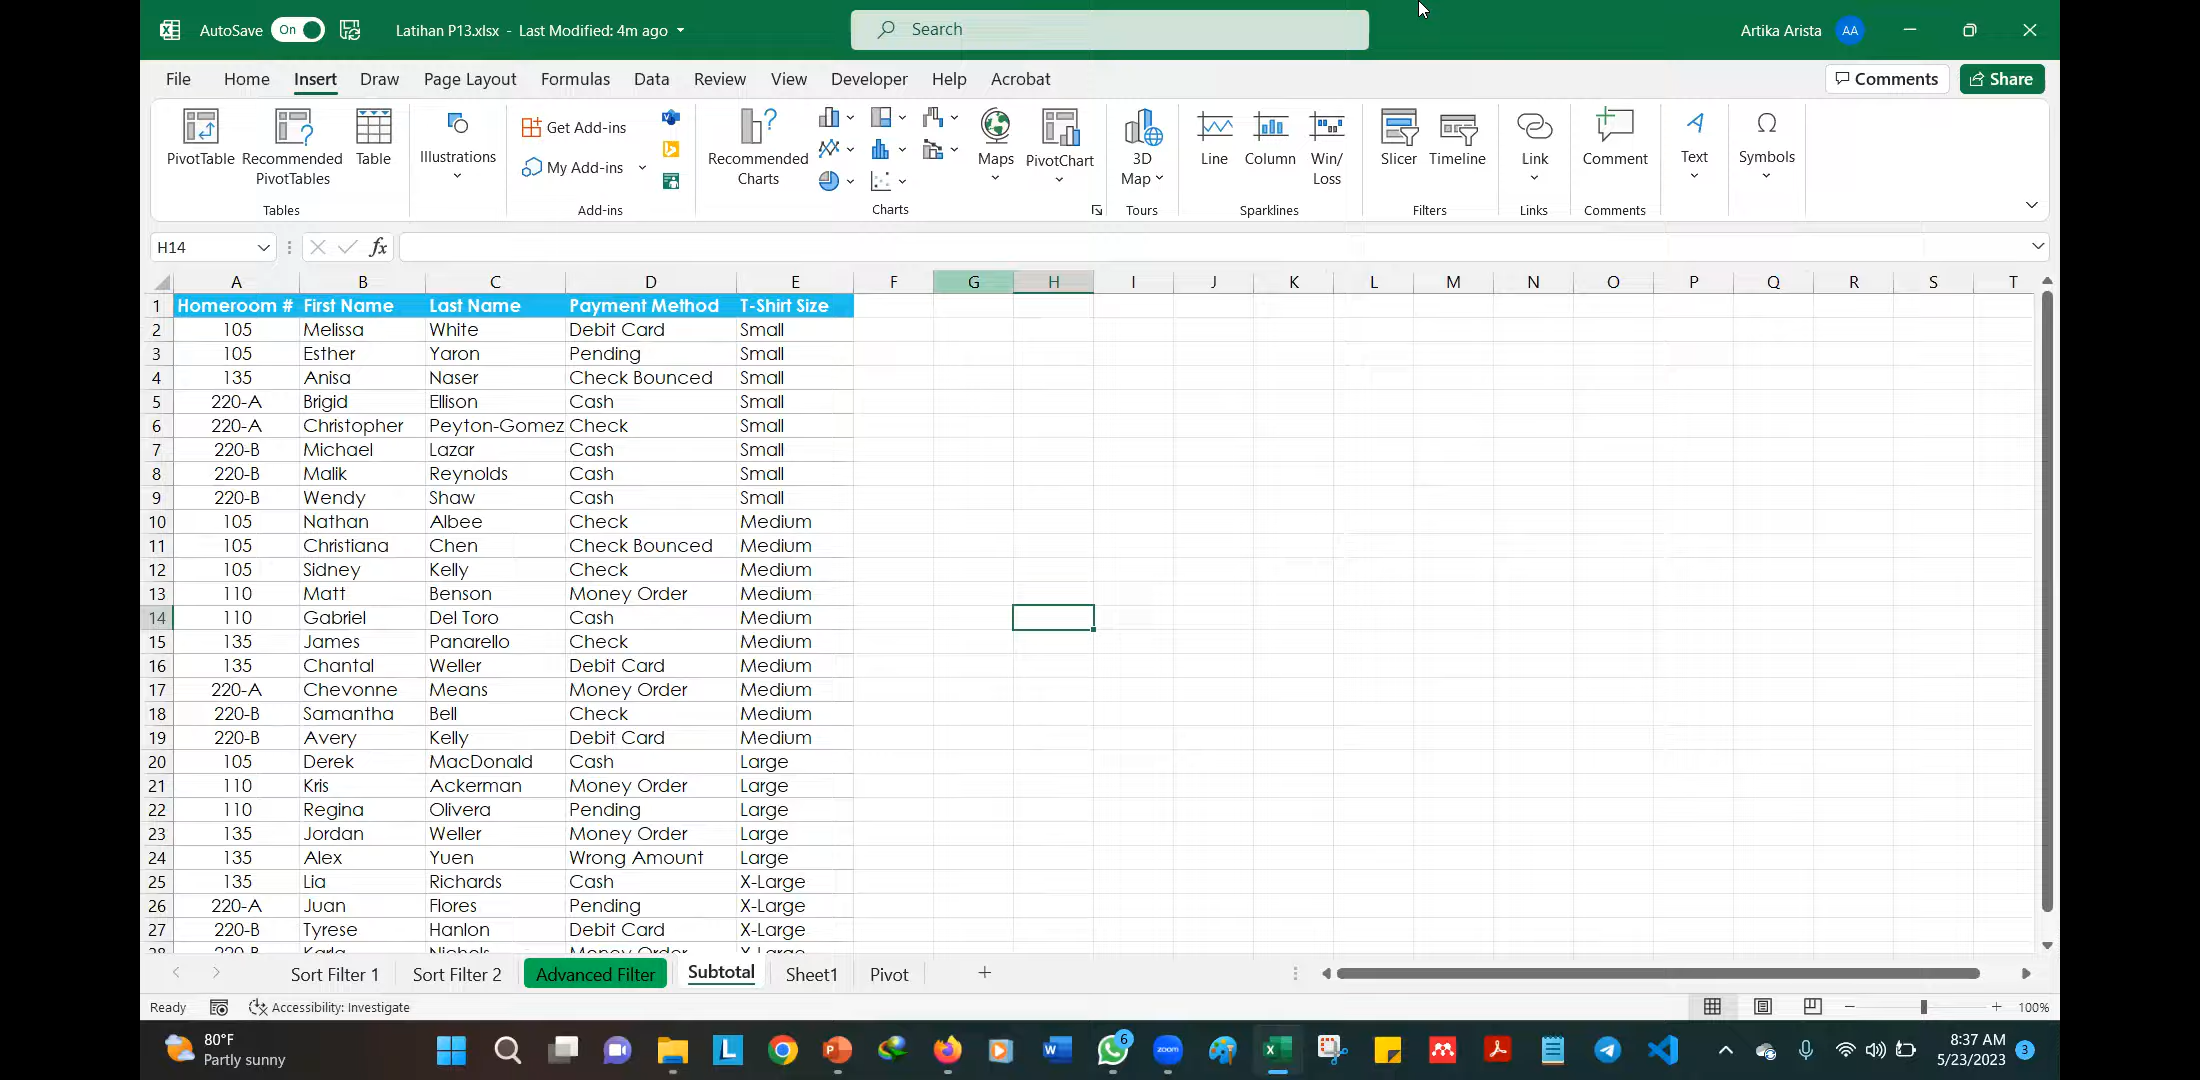 AutoSave On Latihan P13.xlsx - Last Modified: 4m ago Search Artika Arista AA
File Home Insert Draw Page Layout Formulas Data Review View Developer Help Acrobat Comments Share
PivotTable Recommended PivotTables Table
Tables
Illustrations
Get Add-ins
My Add-ins
Add-ins
Recommended Charts Maps PivotChart
Charts
3D Map
Tours
Line Column Win/Loss
Sparklines
Slicer Timeline
Filters
Link
Links
Comment
Comments
Text
Symbols
H14 fx
A B C D E F G H I J K L M N O P Q R S T
1 Homeroom # First Name Last Name Payment Method T-Shirt Size
2 105 Melissa White Debit Card Small
3 105 Esther Yaron Pending Small
4 135 Anisa Naser Check Bounced Small
5 220-A Brigid Ellison Cash Small
6 220-A Christopher Peyton-Gomez Check Small
7 220-B Michael Lazar Cash Small
8 220-B Malik Reynolds Cash Small
9 220-B Wendy Shaw Cash Small
10 105 Nathan Albee Check Medium
11 105 Christiana Chen Check Bounced Medium
12 105 Sidney Kelly Check Medium
13 110 Matt Benson Money Order Medium
14 110 Gabriel Del Toro Cash Medium
15 135 James Panarello Check Medium
16 135 Chantal Weller Debit Card Medium
17 220-A Chevonne Means Money Order Medium
18 220-B Samantha Bell Check Medium
19 220-B Avery Kelly Debit Card Medium
20 105 Derek MacDonald Cash Large
21 110 Kris Ackerman Money Order Large
22 110 Regina Olivera Pending Large
23 135 Jordan Weller Money Order Large
24 135 Alex Yuen Wrong Amount Large
25 135 Lia Richards Cash X-Large
26 220-A Juan Flores Pending X-Large
27 220-B Tyrese Hanlon Debit Card X-Large
28 220-B Karla Nichols Money Order X-Large
Sort Filter 1 Sort Filter 2 Advanced Filter Subtotal Sheet1 Pivot
Ready Accessibility: Investigate 100%
80°F
Partly sunny
6
zoom
8:37 AM
5/23/2023 3